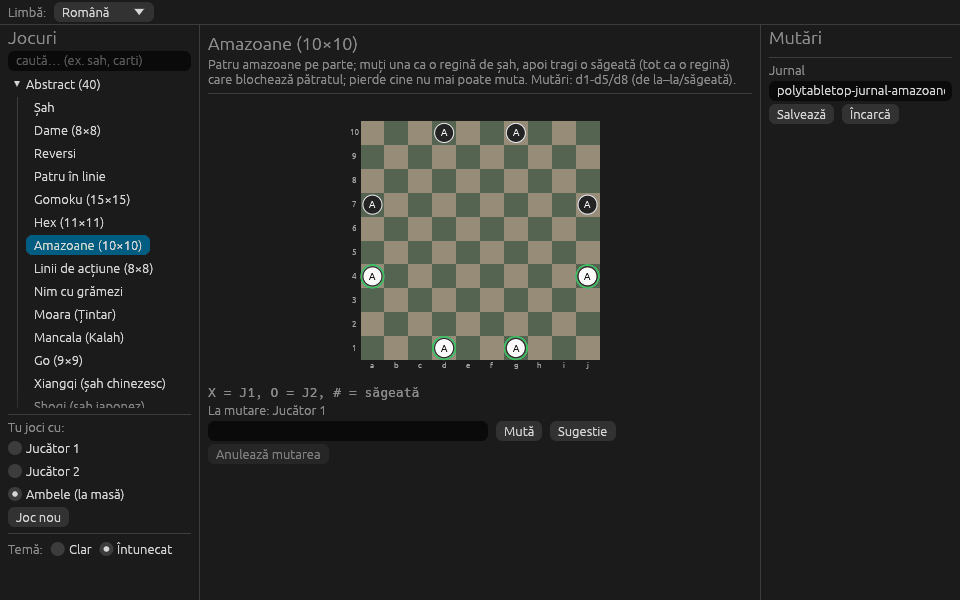 Limbă: Română
Jocuri
caută... (ex. sah, carti)
Abstract (40)
Șah
Dame (8×8)
Reversi
Patru în linie
Gomoku (15×15)
Hex (11×11)
Amazoane (10×10)
Linii de acțiune (8×8)
Nim cu grămezi
Moara (Țintar)
Mancala (Kalah)
Go (9×9)
Xiangqi (șah chinezesc)
Shogi (șah japonez)
Tu joci cu:
Jucător 1
Jucător 2
Ambele (la masă)
Joc nou
Temă: Clar Întunecat
Amazoane (10×10)
Patru amazoane pe parte; muți una ca o regină de șah, apoi tragi o săgeată (tot ca o regină)
care blochează pătratul; pierde cine nu mai poate muta. Mutări: d1-d5/d8 (de la–la/săgeată).
10 A A
9
8
7 A A
6
5
4 A A
3
2
1 A A
a b c d e f g h i j
X = J1, O = J2, # = săgeată
La mutare: Jucător 1
Mută Sugestie
Anulează mutarea
Mutări
Jurnal
polytabletop-jurnal-amazoane
Salvează Încarcă